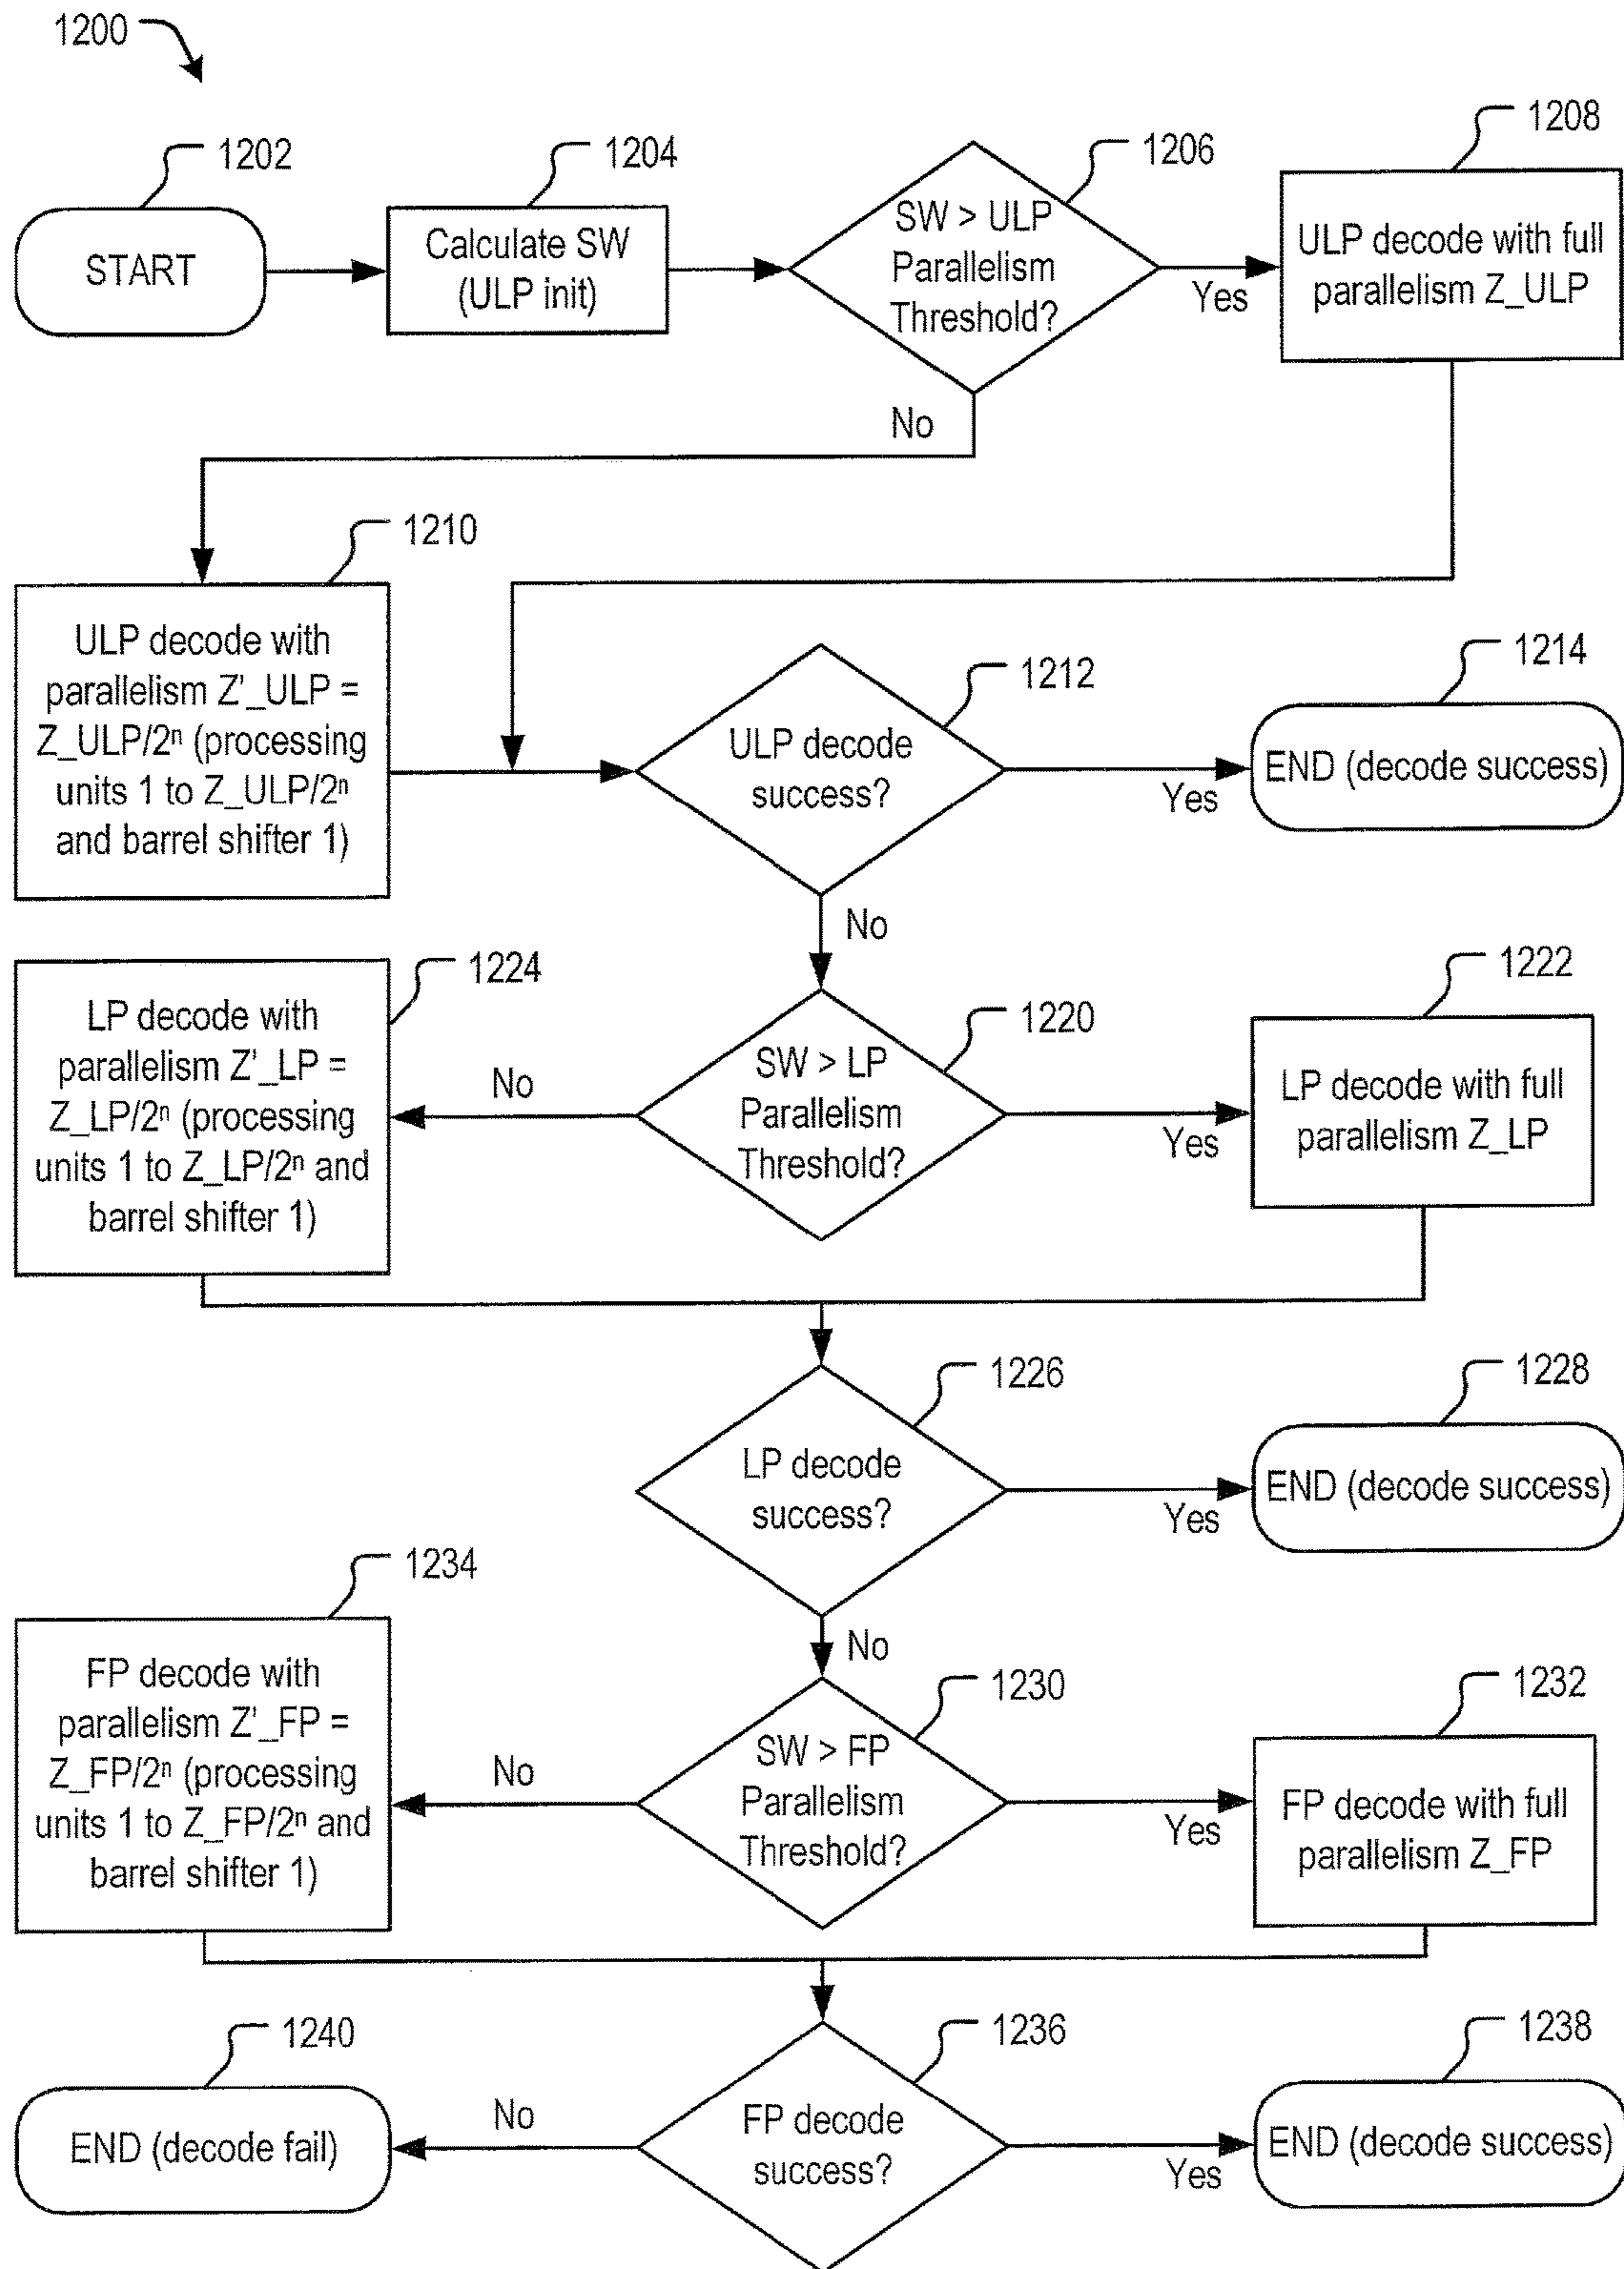 1200
1202
START
1204
Calculate SW
(ULP init)
1206
SW > ULP
Parallelism
Threshold?
Yes
No
1208
ULP decode with full
parallelism Z_ULP
1210
ULP decode with
parallelism Z'_ULP =
Z_ULP/2ⁿ (processing
units 1 to Z_ULP/2ⁿ
and barrel shifter 1)
1212
ULP decode
success?
Yes
No
1214
END (decode success)
1224
LP decode with
parallelism Z'_LP =
Z_LP/2ⁿ (processing
units 1 to Z_LP/2ⁿ and
barrel shifter 1)
No
1220
SW > LP
Parallelism
Threshold?
Yes
1222
LP decode with full
parallelism Z_LP
1226
LP decode
success?
Yes
No
1228
END (decode success)
1234
FP decode with
parallelism Z'_FP =
Z_FP/2ⁿ (processing
units 1 to Z_FP/2ⁿ and
barrel shifter 1)
No
1230
SW > FP
Parallelism
Threshold?
Yes
1232
FP decode with full
parallelism Z_FP
1240
END (decode fail)
No
1236
FP decode
success?
Yes
1238
END (decode success)